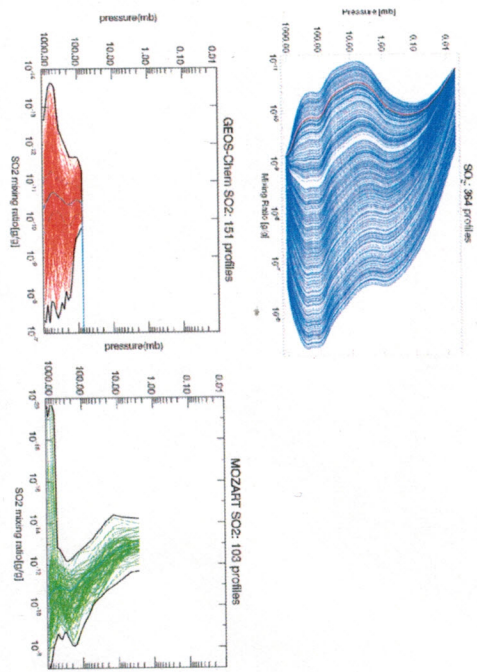 SO₂: 364 profiles
Pressure [mb]
0.01
0.10
1.00
10.00
100.00
1000.00
Mixing Ratio [g/g]
GEOS-Chem SO2: 151 profiles
pressure(mb)
0.01
0.10
1.00
10.00
100.00
1000.00
SO2 mixing ratio[g/g]
MOZART SO2: 103 profiles
pressure(mb)
0.01
0.10
1.00
10.00
100.00
1000.00
SO2 mixing ratio[g/g]